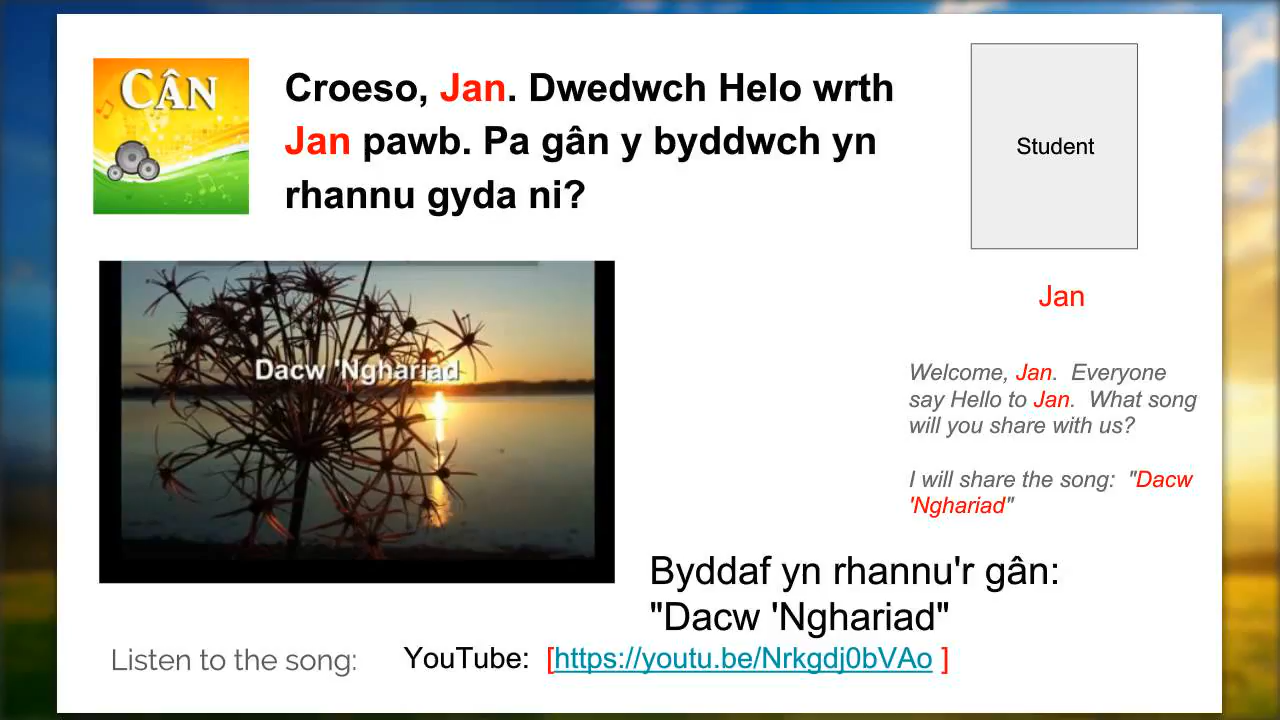 CÂN
Croeso, Jan. Dwedwch Helo wrth
Jan pawb. Pa gân y byddwch yn
rhannu gyda ni?
Student
Jan
Dacw 'Nghariad
Welcome, Jan. Everyone
say Hello to Jan. What song
will you share with us?
I will share the song: "Dacw
'Nghariad"
Byddaf yn rhannu'r gân:
"Dacw 'Nghariad"
Listen to the song: YouTube: [https://youtu.be/Nrkgdj0bVAo ]